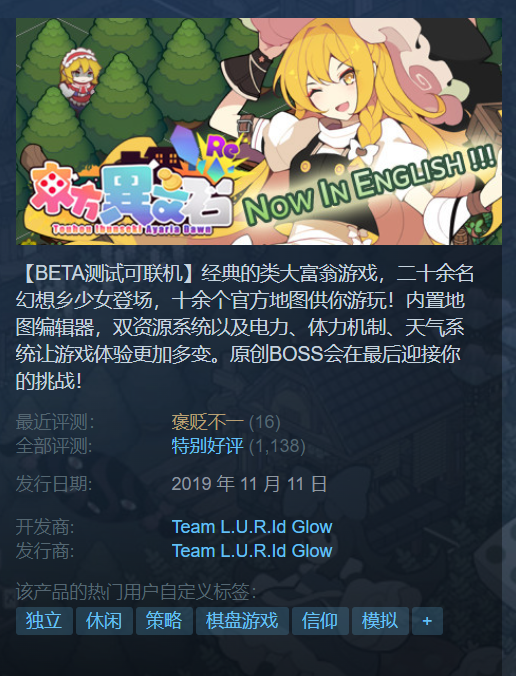 Re
东方異文石
Touhou Ibunseki Ayaria Dawn
Now In English !!!
【BETA测试可联机】经典的类大富翁游戏，二十余名
幻想乡少女登场，十余个官方地图供你游玩！内置地
图编辑器，双资源系统以及电力、体力机制、天气系
统让游戏体验更加多变。原创BOSS会在最后迎接你
的挑战！
最近评测： 褒贬不一 (16)
全部评测： 特别好评 (1,138)
发行日期： 2019 年 11 月 11 日
开发商： Team L.U.R.Id Glow
发行商： Team L.U.R.Id Glow
该产品的热门用户自定义标签：
独立 休闲 策略 棋盘游戏 信仰 模拟 +